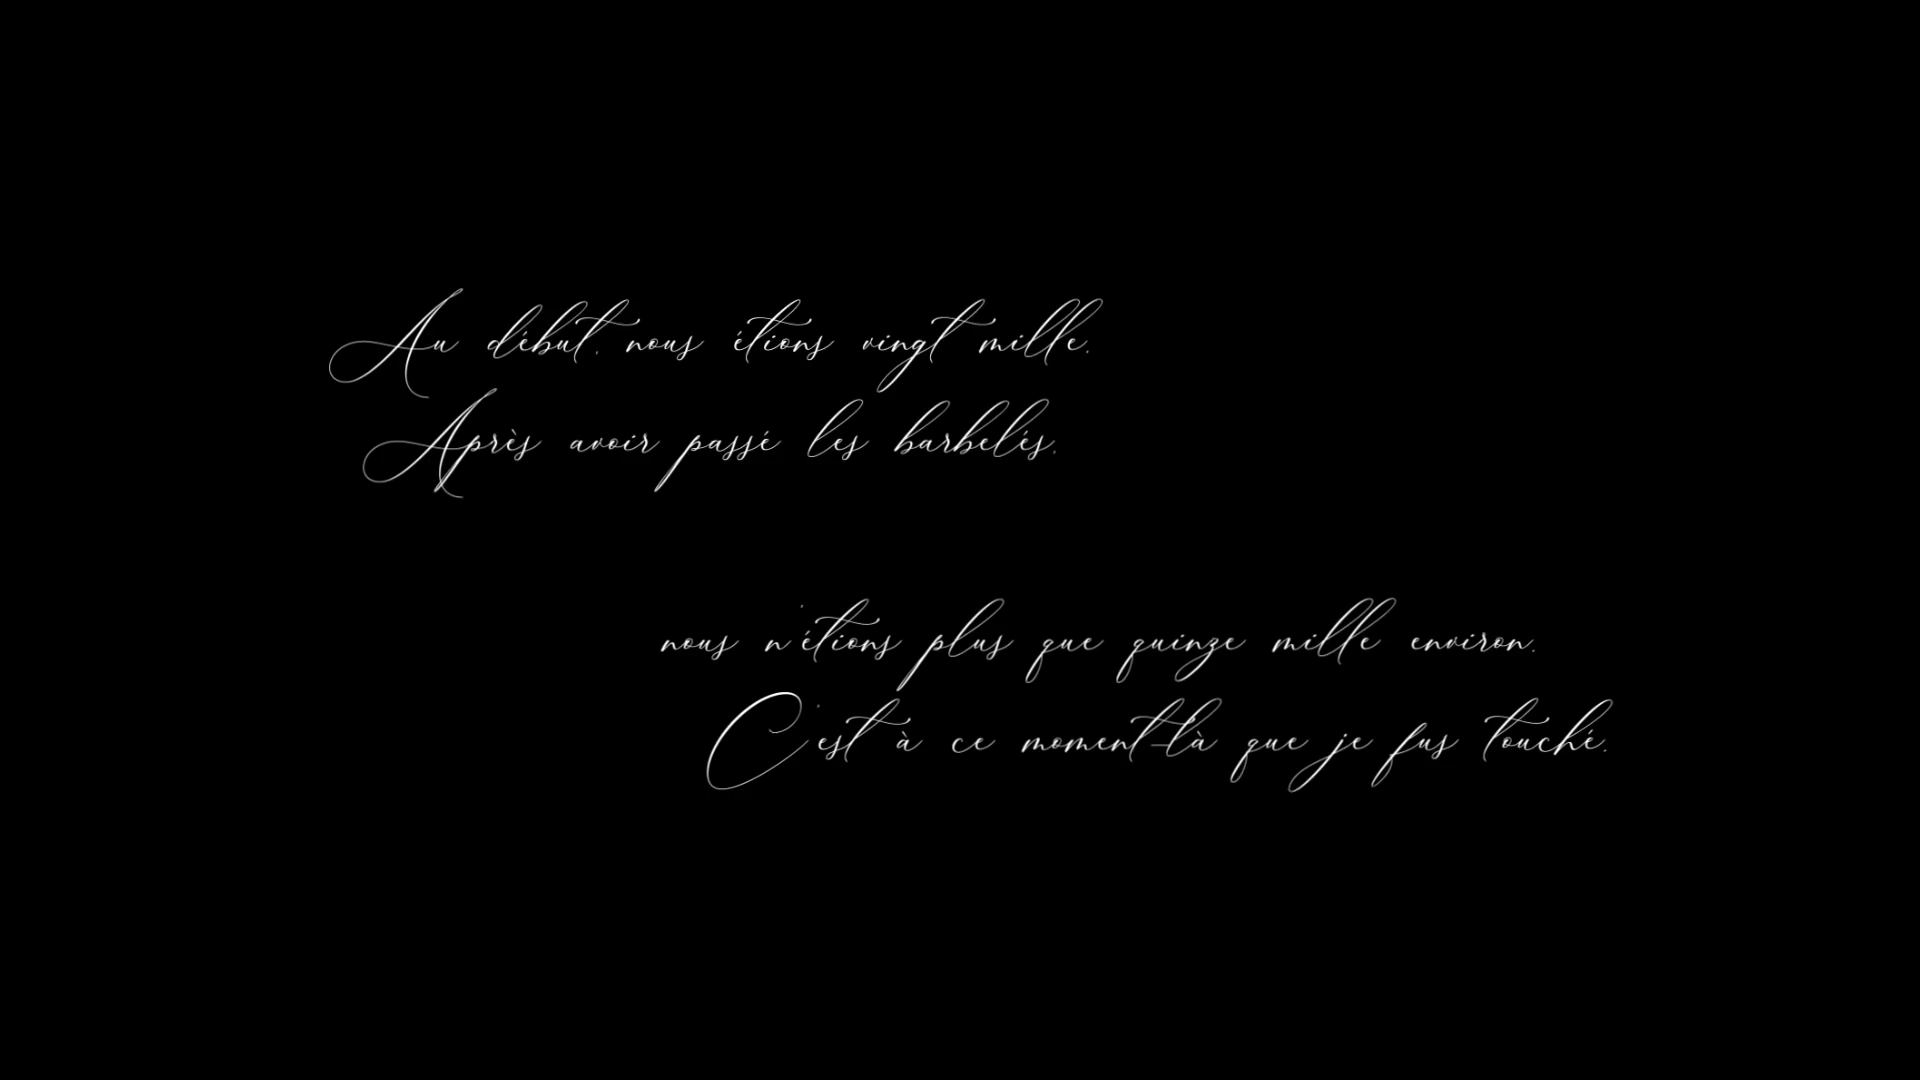 Au début, nous étions vingt mille.
Après avoir passé les barbelés,
nous n'étions plus que quinze mille environ.
C'est à ce moment-là que je fus touché.